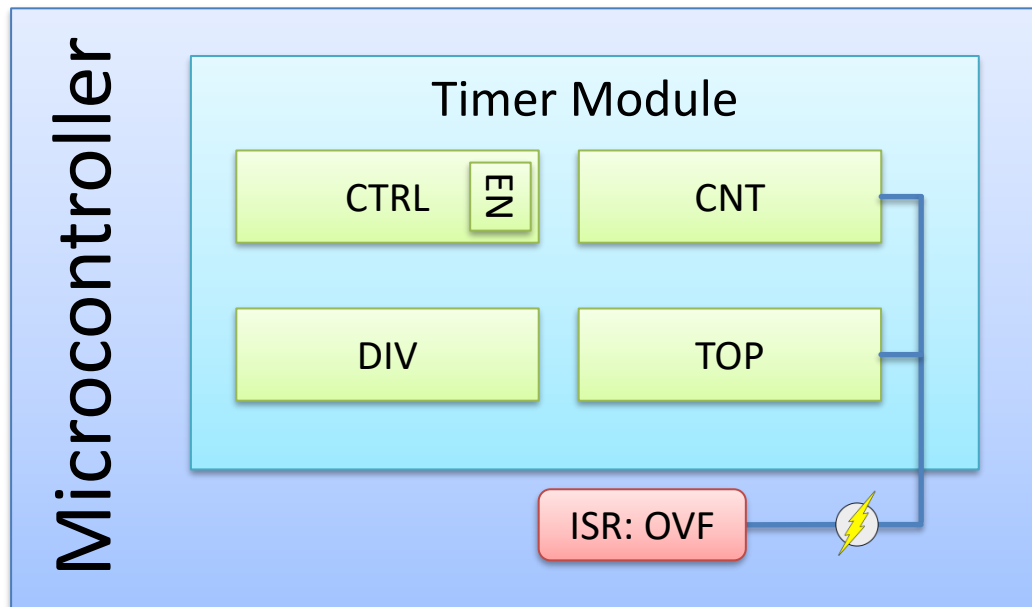 Microcontroller
Timer Module
CTRL
EN
CNT
DIV
TOP
ISR: OVF